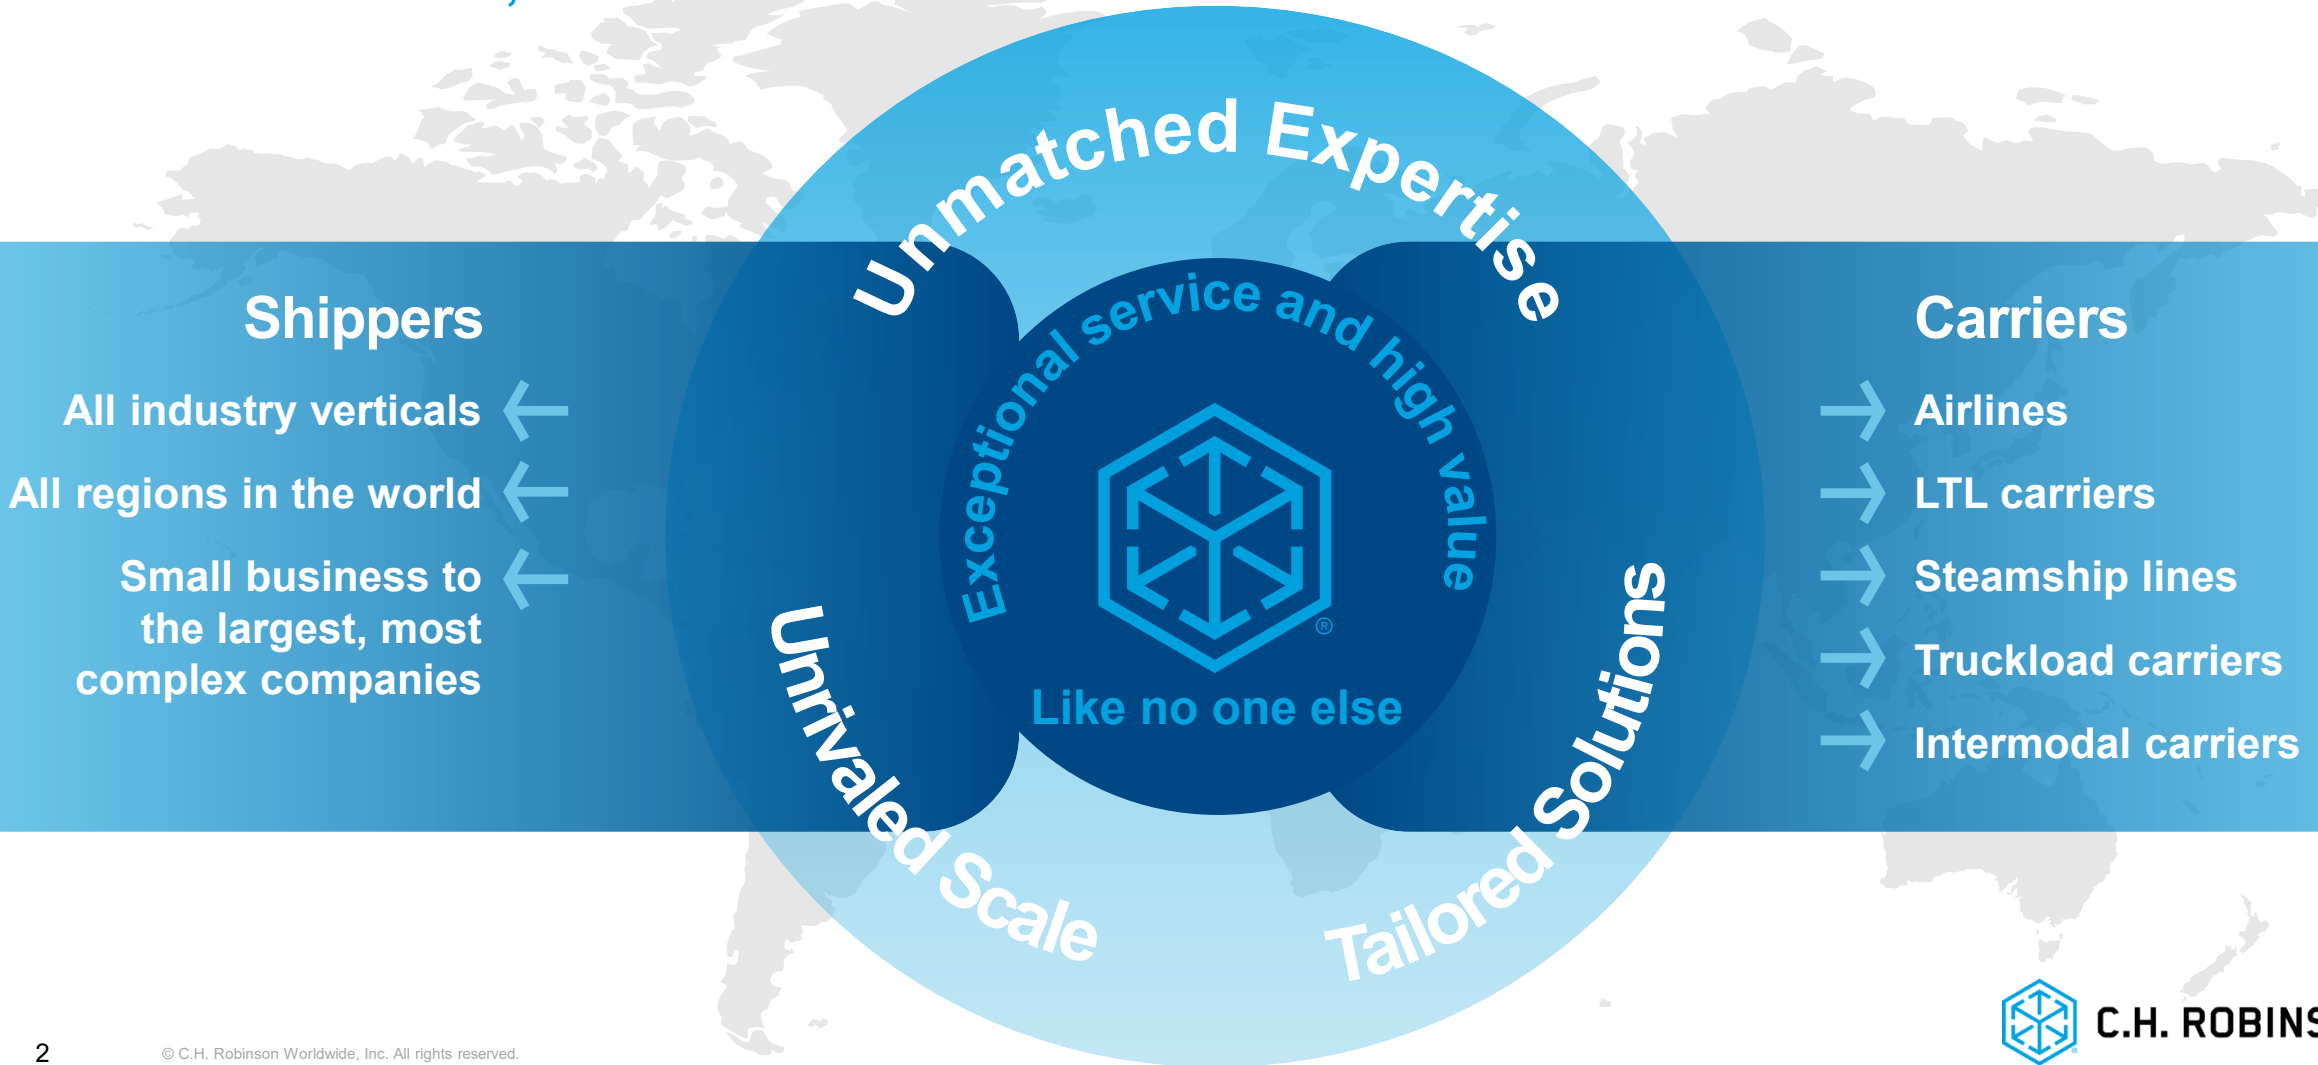 Unmatched Expertise
Shippers
All industry verticals
All regions in the world
Small business to
the largest, most
complex companies
Exceptional service and high value
®
Like no one else
Carriers
Airlines
LTL carriers
Steamship lines
Truckload carriers
Intermodal carriers
Unrivaled Scale
Tailored Solutions
2
© C.H. Robinson Worldwide, Inc. All rights reserved.
C.H. ROBINS